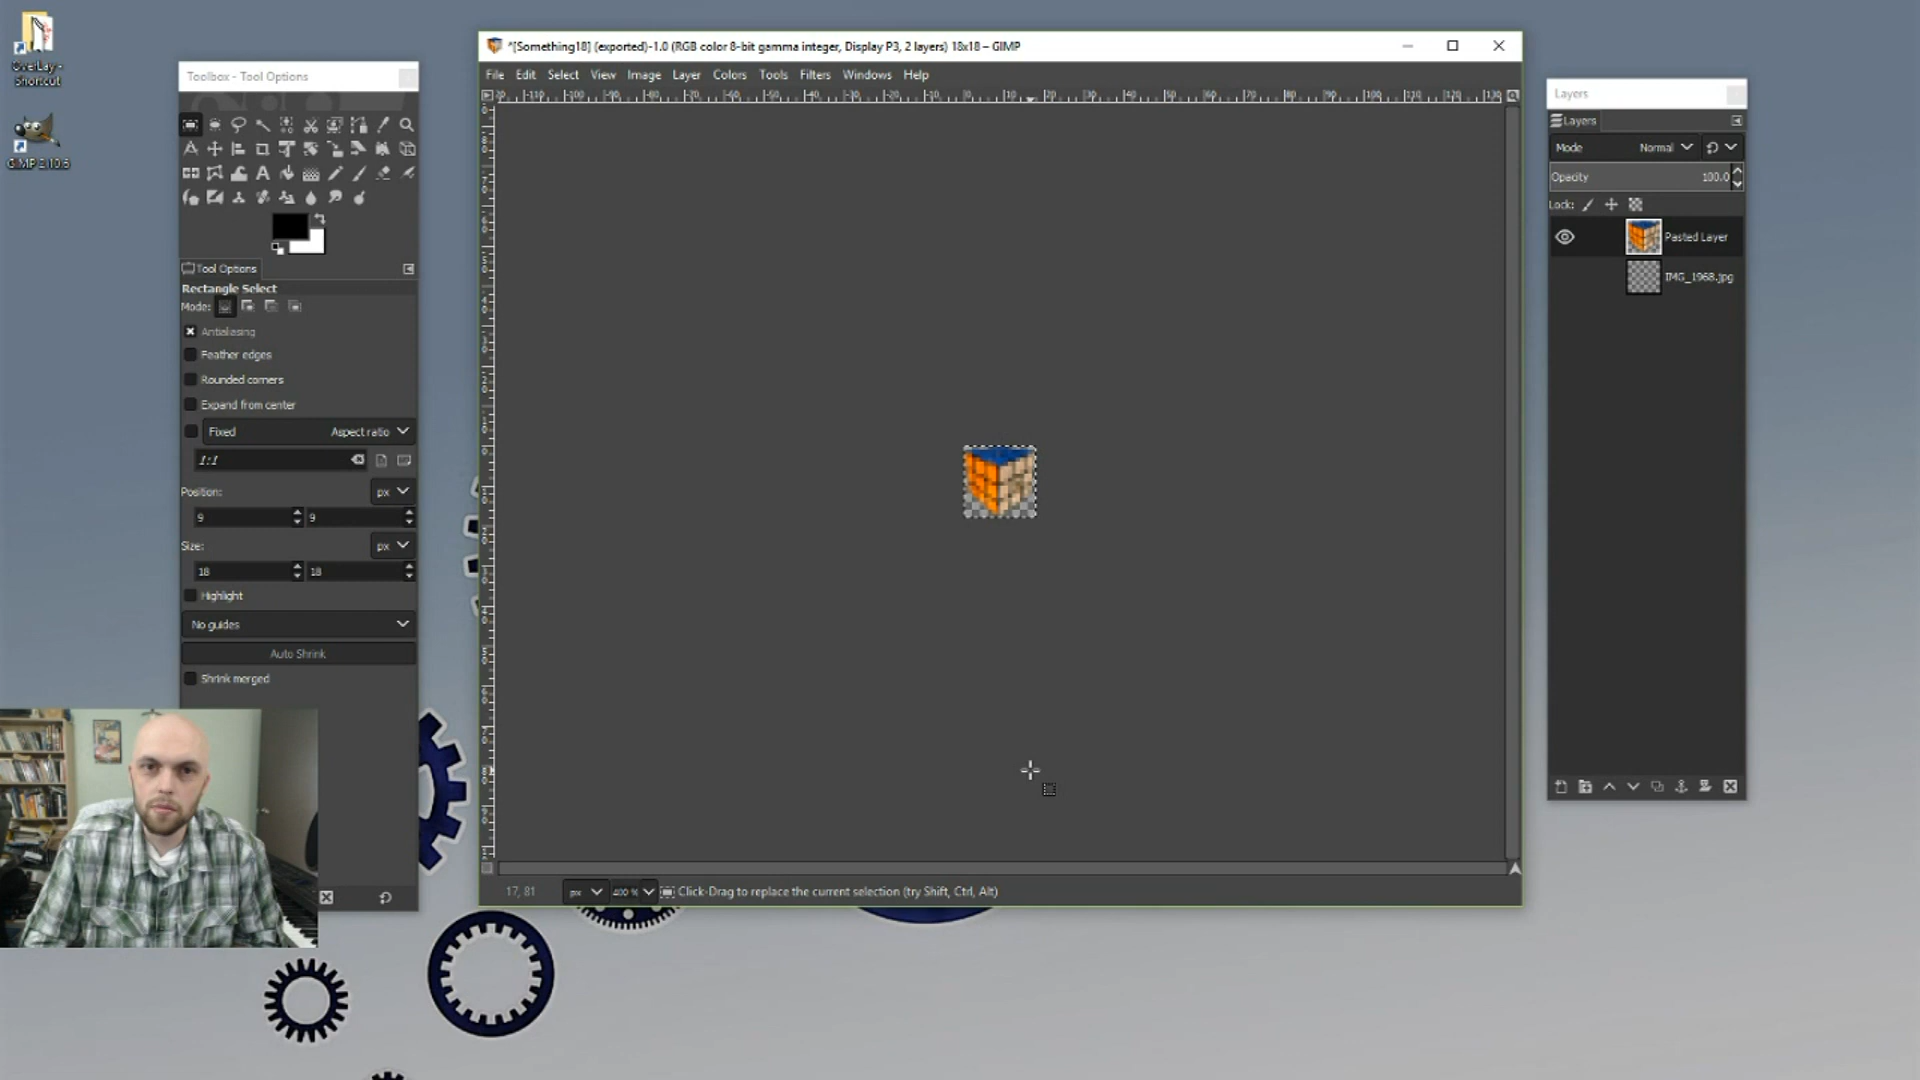 OverLay -
Shortcut
GIMP 2.10.6
Toolbox - Tool Options
Tool Options
Rectangle Select
Mode:
Antialiasing
Feather edges
Rounded corners
Expand from center
Fixed
Aspect ratio
1:1
Position:
px
9
9
Size:
px
18
18
Highlight
No guides
Auto Shrink
Shrink merged
*[Something18] (exported)-1.0 (RGB color 8-bit gamma integer, Display P3, 2 layers) 18x18 – GIMP
File Edit Select View Image Layer Colors Tools Filters Windows Help
17, 81
px
400 %
Click-Drag to replace the current selection (try Shift, Ctrl, Alt)
Layers
Layers
Mode
Normal
Opacity
100.0
Lock:
Pasted Layer
IMG_1968.jpg